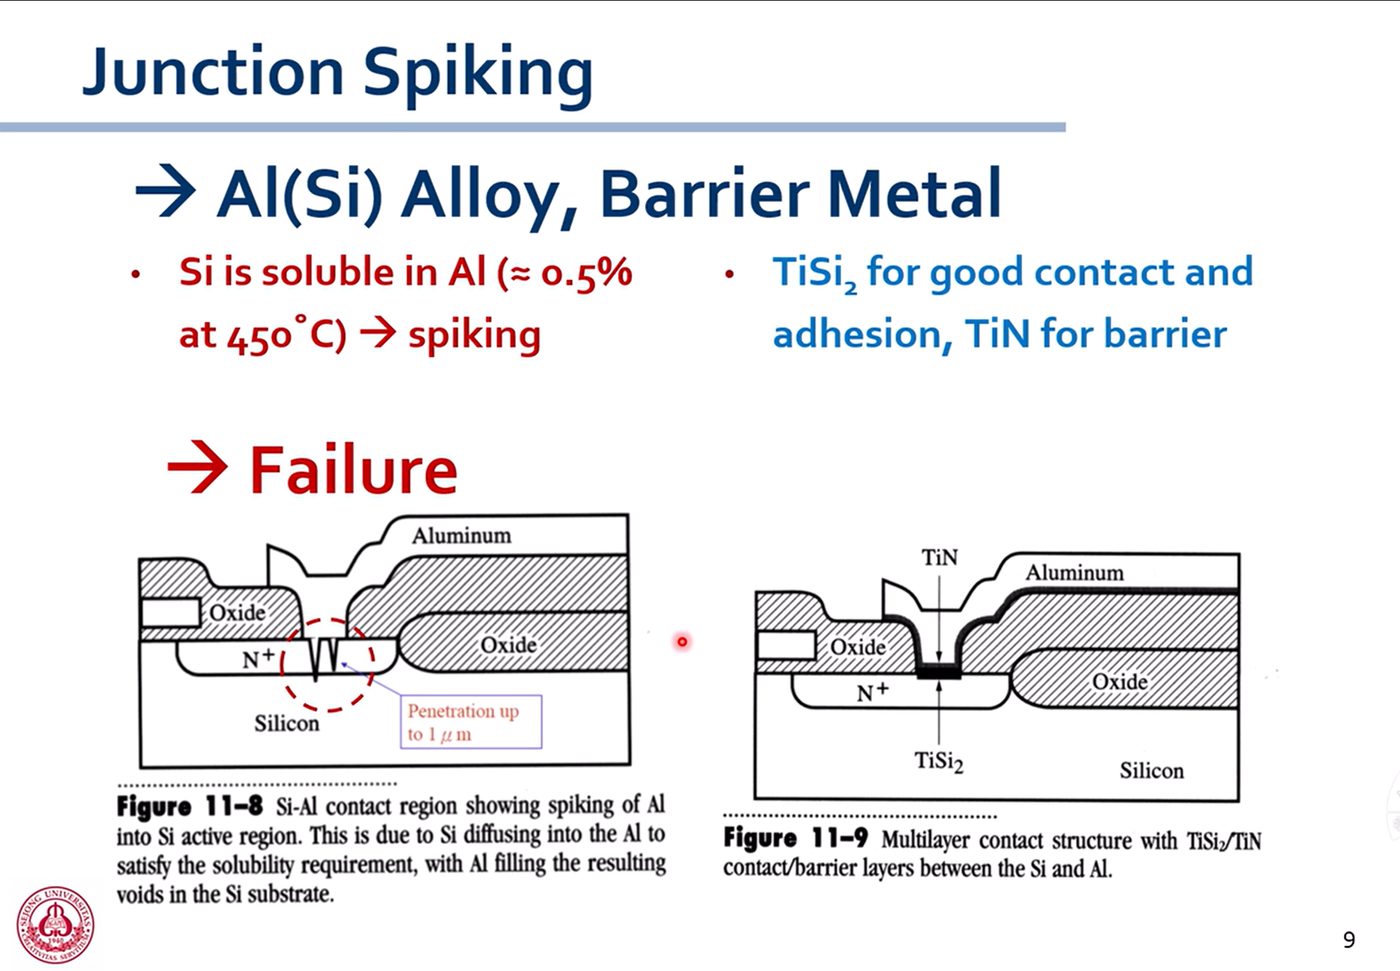 Junction Spiking
→ Al(Si) Alloy, Barrier Metal
• Si is soluble in Al (≈ 0.5%
at 450˚C) → spiking
• TiSi₂ for good contact and
adhesion, TiN for barrier
→ Failure
Aluminum
Oxide
N+
Oxide
Silicon
Penetration up
to 1 μm
Figure 11–8 Si-Al contact region showing spiking of Al
into Si active region. This is due to Si diffusing into the Al to
satisfy the solubility requirement, with Al filling the resulting
voids in the Si substrate.
TiN
Aluminum
Oxide
N+
Oxide
TiSi₂
Silicon
Figure 11–9 Multilayer contact structure with TiSi₂/TiN
contact/barrier layers between the Si and Al.
SEJONG UNIVERSITAS
1940
9